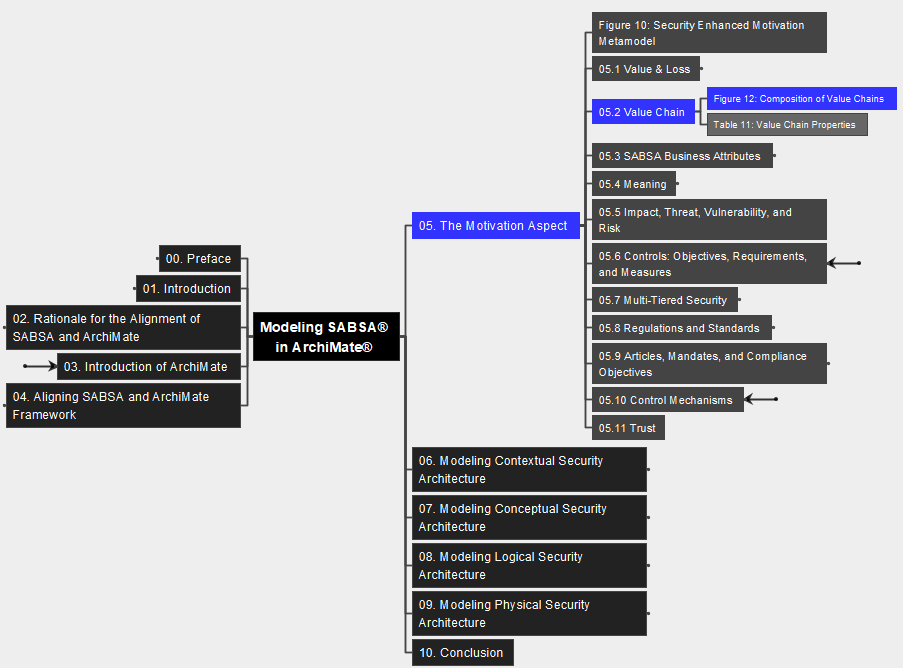 Modeling SABSA®
in ArchiMate®
00. Preface
01. Introduction
02. Rationale for the Alignment of
SABSA and ArchiMate
03. Introduction of ArchiMate
04. Aligning SABSA and ArchiMate
Framework
05. The Motivation Aspect
Figure 10: Security Enhanced Motivation
Metamodel
05.1 Value & Loss
05.2 Value Chain
Figure 12: Composition of Value Chains
Table 11: Value Chain Properties
05.3 SABSA Business Attributes
05.4 Meaning
05.5 Impact, Threat, Vulnerability, and
Risk
05.6 Controls: Objectives, Requirements,
and Measures
05.7 Multi-Tiered Security
05.8 Regulations and Standards
05.9 Articles, Mandates, and Compliance
Objectives
05.10 Control Mechanisms
05.11 Trust
06. Modeling Contextual Security
Architecture
07. Modeling Conceptual Security
Architecture
08. Modeling Logical Security
Architecture
09. Modeling Physical Security
Architecture
10. Conclusion